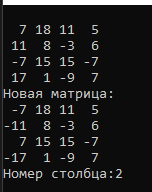 7 18 11 5
11 8 -3 6
-7 15 15 -7
17 1 -9 7
Новая матрица:
-7 18 11 5
-11 8 -3 6
7 15 15 -7
-17 1 -9 7
Номер столбца:2